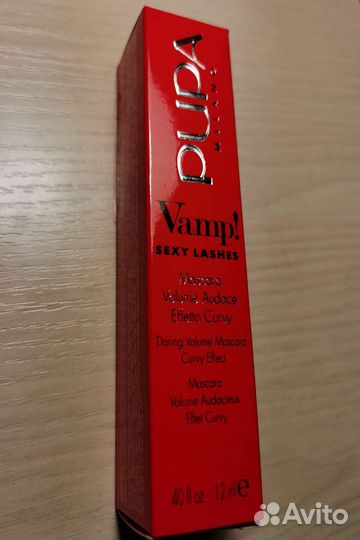 PUPA
MILANO
Vamp!
SEXY LASHES
Mascara
Volume Audace
Effetto Curvy
Daring Volume Mascara
Curvy Effect
Mascara
Volume Audacieux
Effet Curvy
.40 fl oz. - 12 ml e
Avito